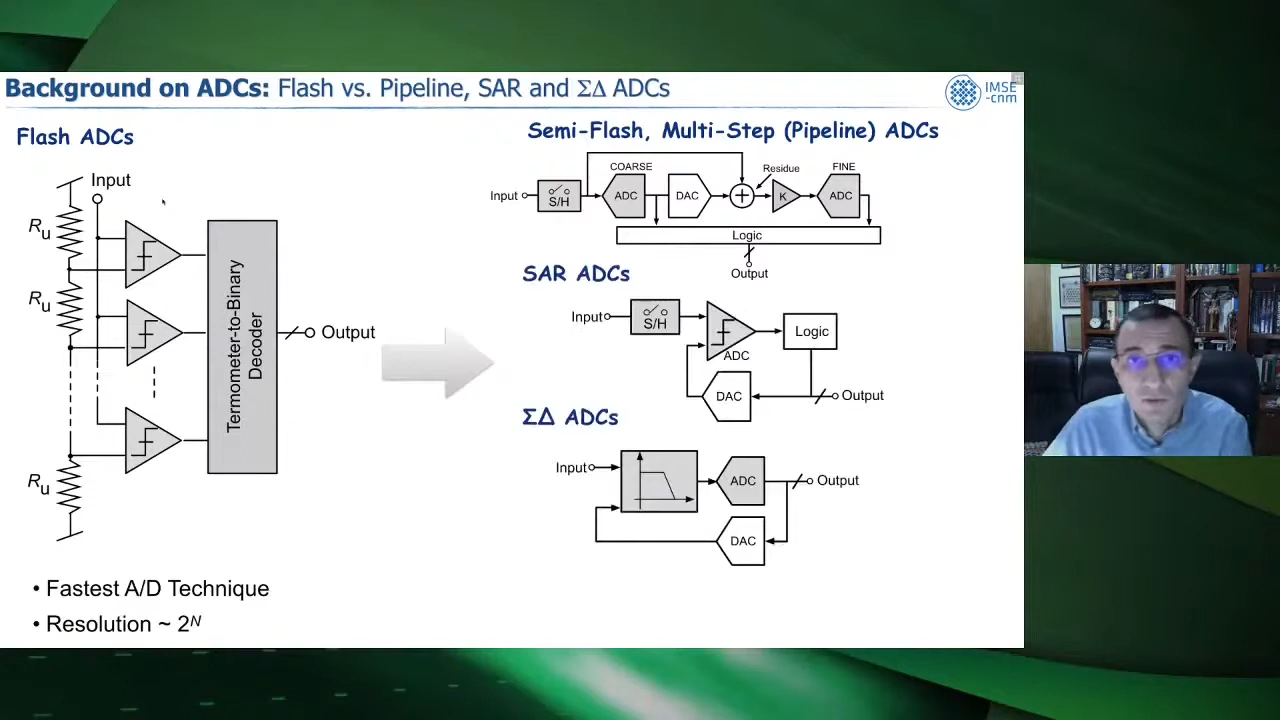 Background on ADCs: Flash vs. Pipeline, SAR and ΣΔ ADCs
IMSE
-cnm
Flash ADCs
Input
Ru
Ru
Ru
Termometer-to-Binary
Decoder
Output
• Fastest A/D Technique
• Resolution ~ 2^N
Semi-Flash, Multi-Step (Pipeline) ADCs
COARSE
Residue
FINE
Input
S/H
ADC
DAC
+
K
ADC
Logic
Output
SAR ADCs
Input
S/H
ADC
Logic
DAC
Output
ΣΔ ADCs
Input
ADC
Output
DAC